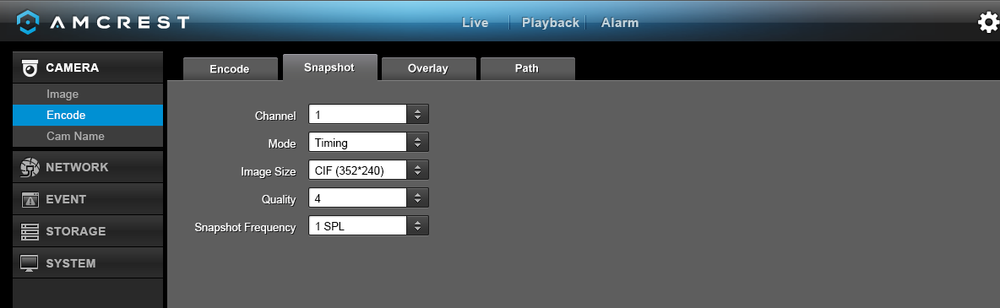 AMCREST
Live Playback Alarm
CAMERA
Image
Encode
Cam Name
NETWORK
EVENT
STORAGE
SYSTEM
Encode Snapshot Overlay Path
Channel 1
Mode Timing
Image Size CIF (352*240)
Quality 4
Snapshot Frequency 1 SPL